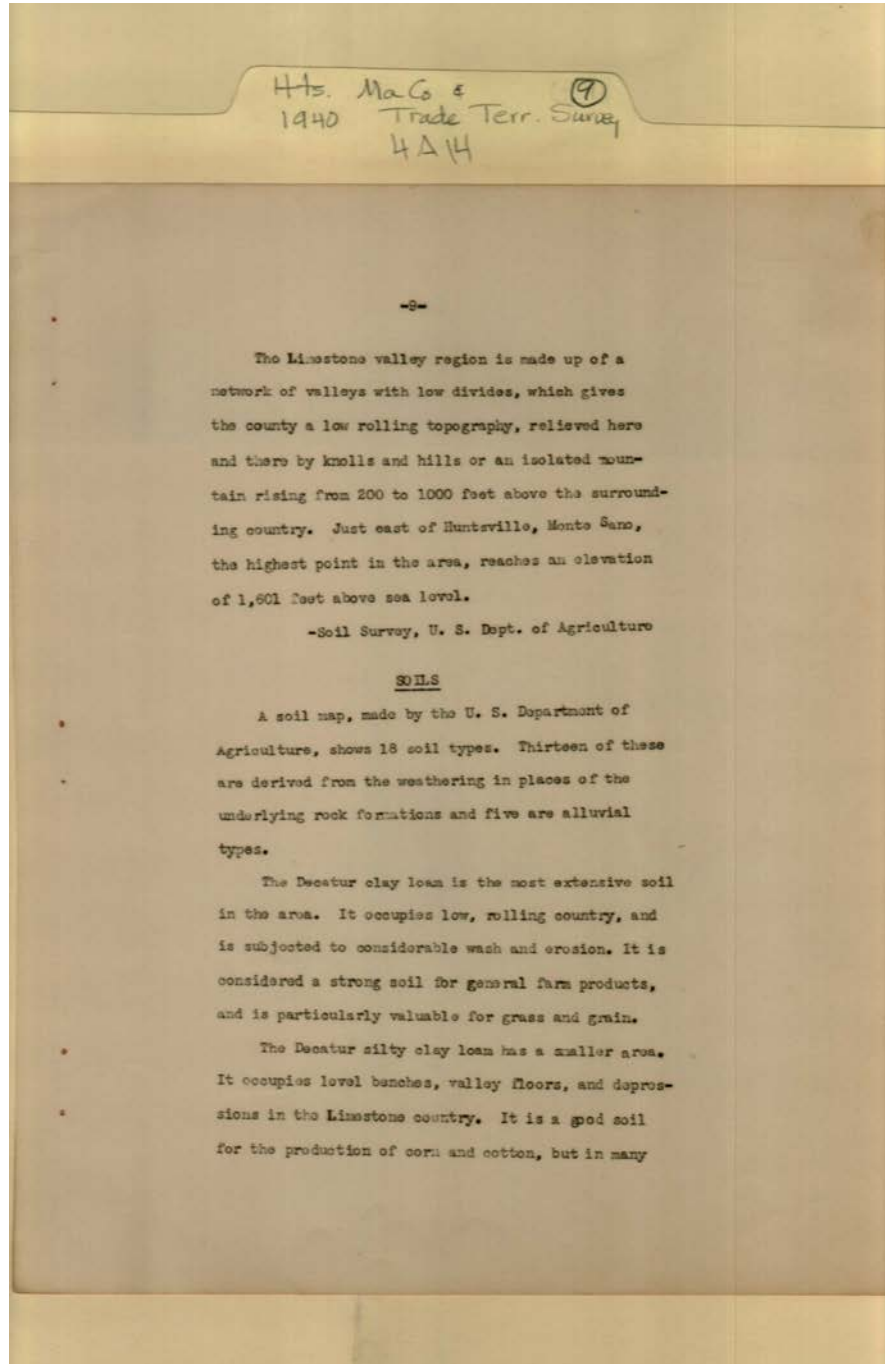 Hts. Ma Co & ⑨
1940 Trade Terr. Survey
4 A 14
-9-
The Limestone valley region is made up of a
network of valleys with low divides, which gives
the county a low rolling topography, relieved here
and there by knolls and hills or an isolated moun-
tain rising from 200 to 1000 feet above the surround-
ing country. Just east of Huntsville, Monte Sano,
the highest point in the area, reaches an elevation
of 1,601 feet above sea level.
-Soil Survey, U. S. Dept. of Agriculture
SOILS
A soil map, made by the U. S. Department of
Agriculture, shows 18 soil types. Thirteen of these
are derived from the weathering in places of the
underlying rock formations and five are alluvial
types.
The Decatur clay loam is the most extensive soil
in the area. It occupies low, rolling country, and
is subjected to considerable wash and erosion. It is
considered a strong soil for general farm products,
and is particularly valuable for grass and grain.
The Decatur silty clay loam has a smaller area.
It occupies level benches, valley floors, and depres-
sions in the Limestone country. It is a good soil
for the production of corn and cotton, but in many